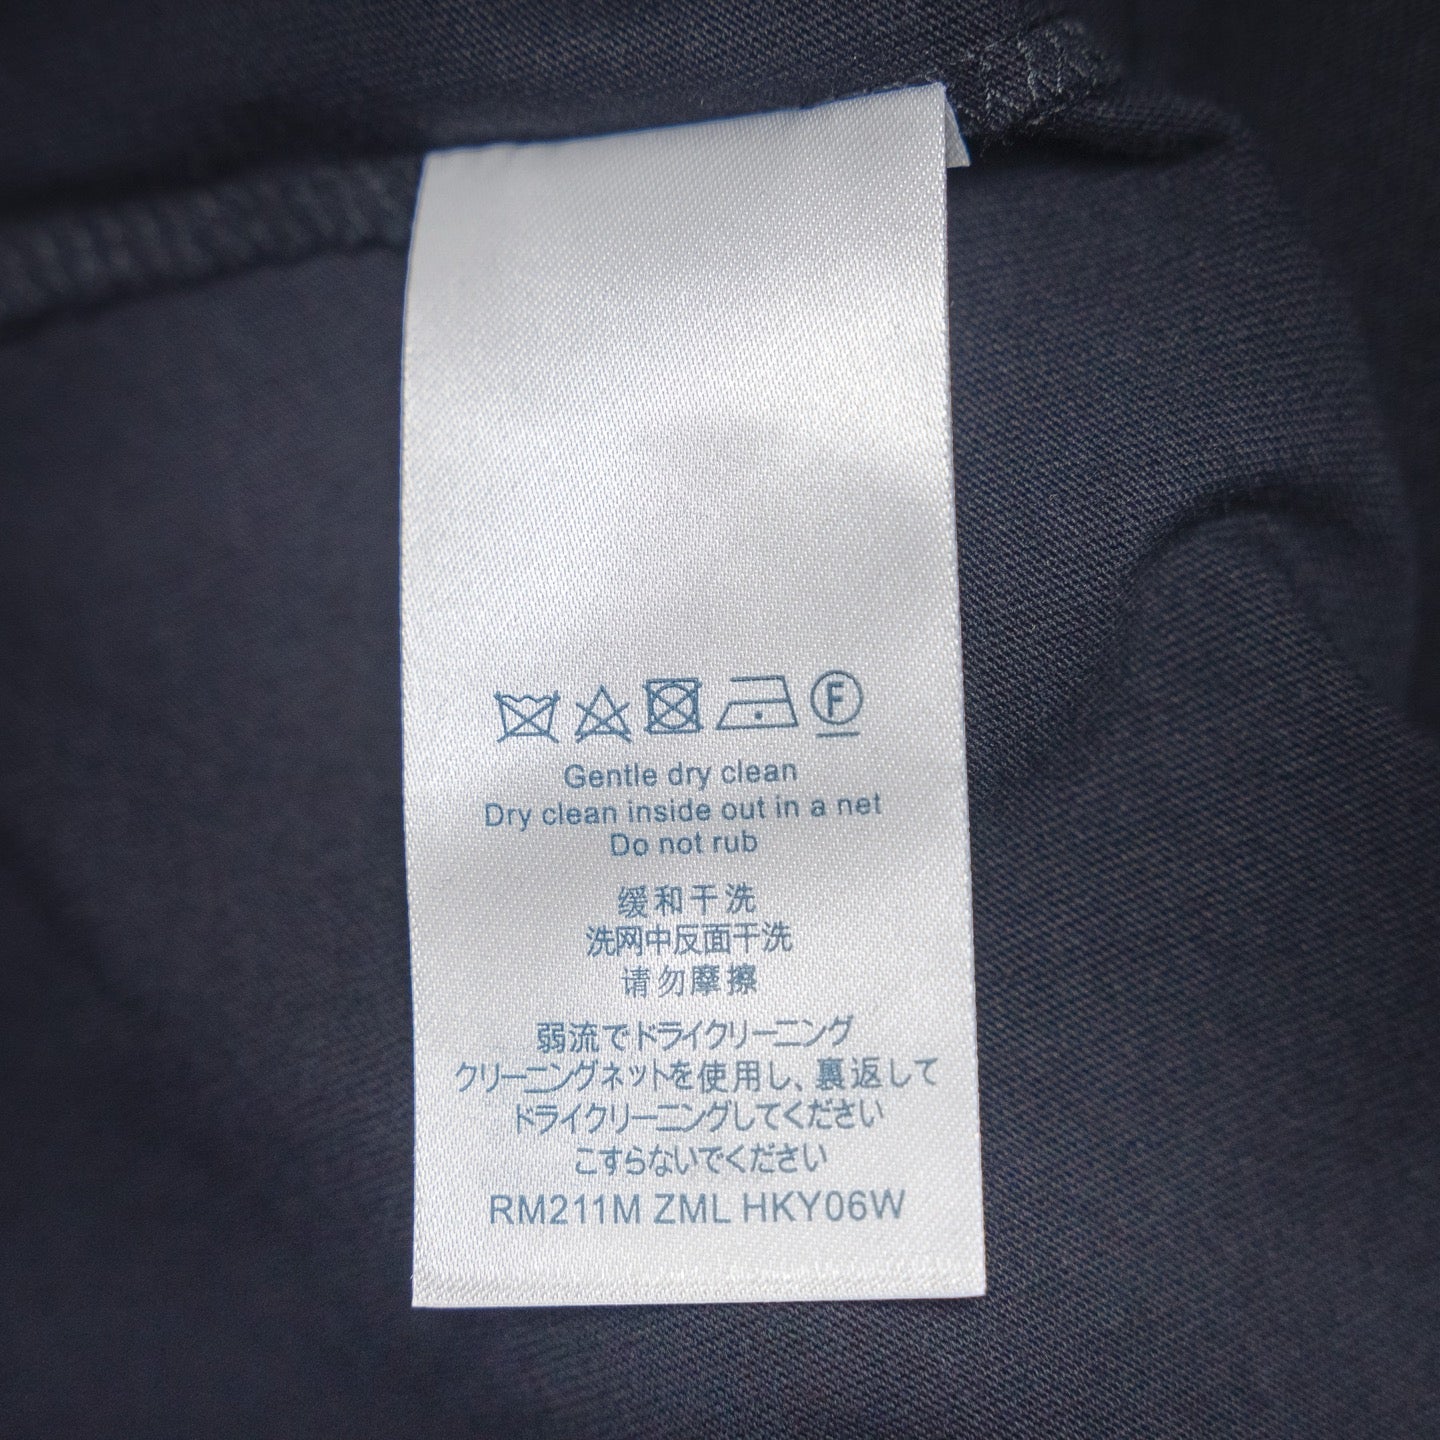 F
Gentle dry clean
Dry clean inside out in a net
Do not rub
缓和干洗
洗网中反面干洗
请勿摩擦
弱流でドライクリーニング
クリーニングネットを使用し、裏返して
ドライクリーニングしてください
こすらないでください
RM211M ZML HKY06W